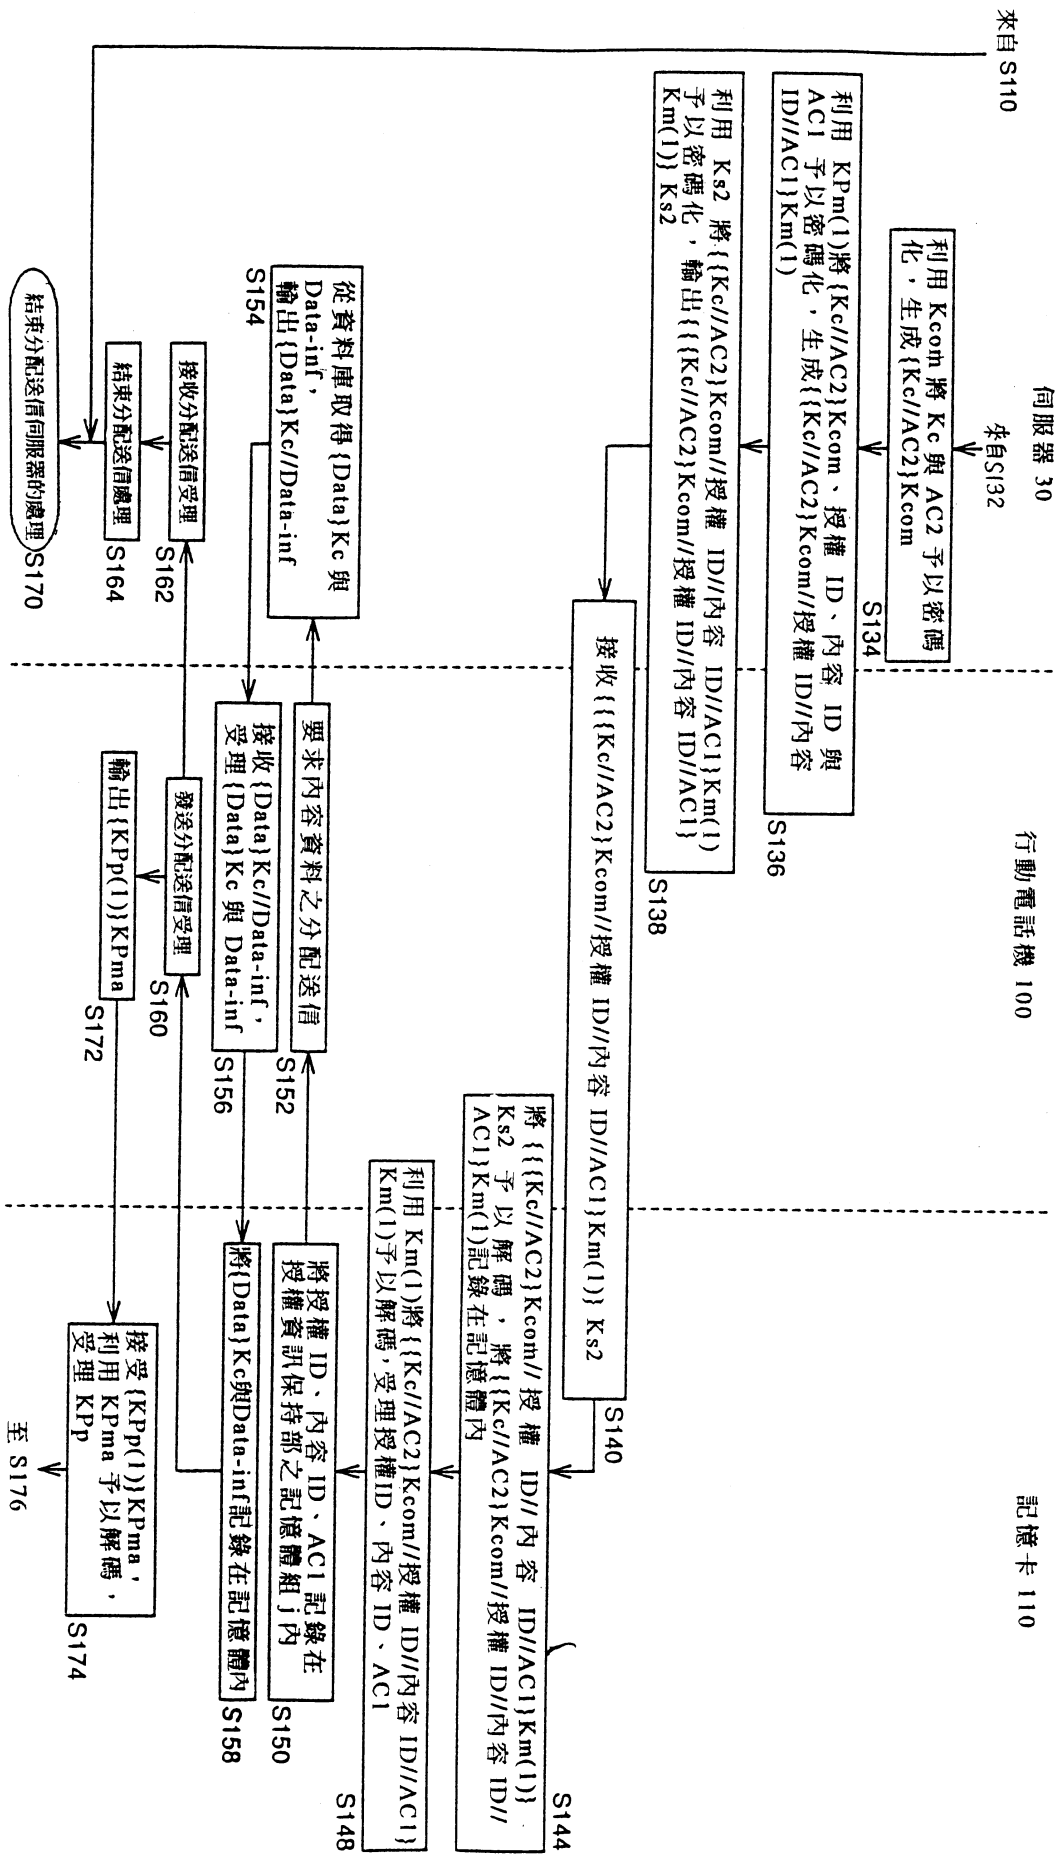 伺服器 30
行動電話機 100
記憶卡 110
來自 S110
來自S132
利用 Kcom 將 Kc 與 AC2 予以密碼
化，生成{Kc//AC2}Kcom
S134
利用 KPm(1)將{Kc//AC2}Kcom、授權 ID、內容 ID 與
AC1 予以密碼化，生成{{Kc//AC2}Kcom//授權 ID//內容
ID//AC1}Km(1)
S136
利用 Ks2 將{{Kc//AC2}Kcom//授權 ID//內容 ID//AC1}Km(1)
予以密碼化，輸出{{{Kc//AC2}Kcom//授權 ID//內容 ID//AC1}
Km(1)} Ks2
S138
接收{{{Kc//AC2}Kcom//授權 ID//內容 ID//AC1}Km(1)} Ks2
S140
將{{{Kc//AC2}Kcom//授權 ID//內容 ID//AC1}Km(1)}
Ks2 予以解碼，將{{Kc//AC2}Kcom//授權 ID//內容 ID//
AC1}Km(1)記錄在記憶體內
S144
利用 Km(1)將{{Kc//AC2}Kcom//授權 ID//內容 ID//AC1}
Km(1)予以解碼，受理授權ID、內容 ID、AC1
S148
將授權 ID、內容 ID、AC1 記錄在
授權資訊保持部之記憶體組 j 內
S150
要求內容資料之分配送信
S152
從資料庫取得{Data}Kc 與
Data-inf，
輸出{Data}Kc//Data-inf
S154
接收{Data}Kc//Data-inf，
受理{Data}Kc 與 Data-inf
S156
將{Data}Kc與Data-inf記錄在記憶體內
S158
發送分配送信受理
S160
接收分配送信受理
S162
結束分配送信處理
S164
結束分配送信伺服器的處理
S170
輸出{KPp(1)}KPma
S172
接受{KPp(1)}KPma，
利用 KPma 予以解碼，
受理 KPp
S174
至 S176